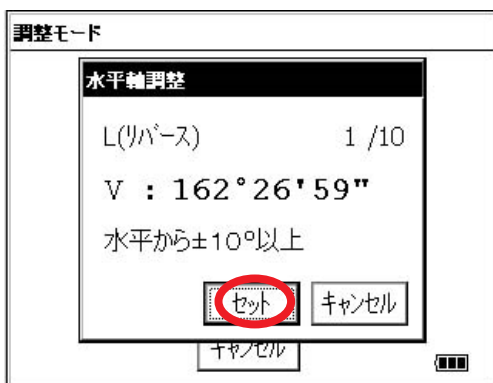 調整モード
水平軸調整
L(リバース) 1 /10
V : 162°26'59"
水平から±10°以上
セット キャンセル
キャンセル